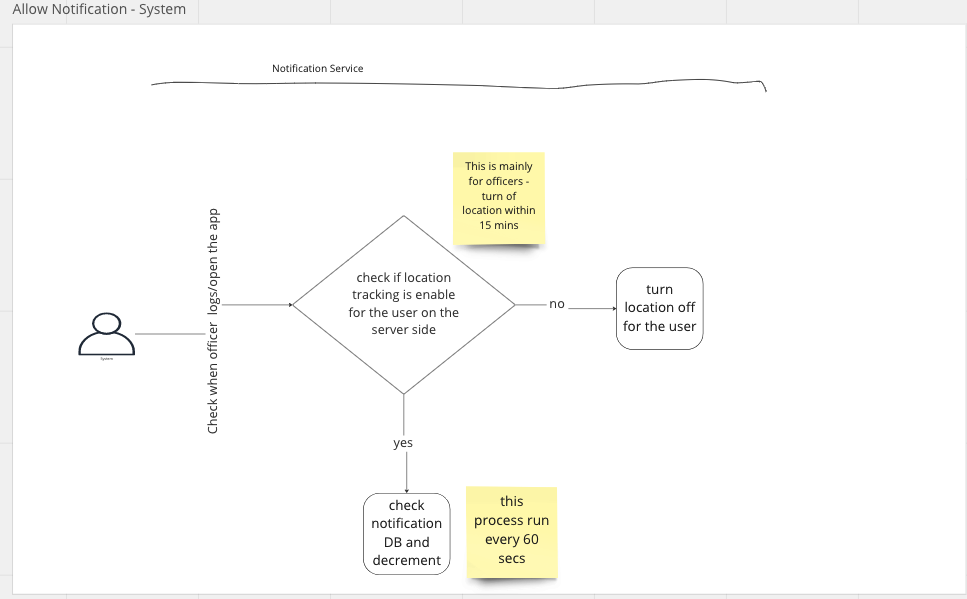 Allow Notification - System
Notification Service
This is mainly
for officers -
turn of
location within
15 mins
Check when officer  logs/open the app
check if location
tracking is enable
for the user on the
server side
no
turn
location off
for the user
System
yes
check
notification
DB and
decrement
this
process run
every 60
secs